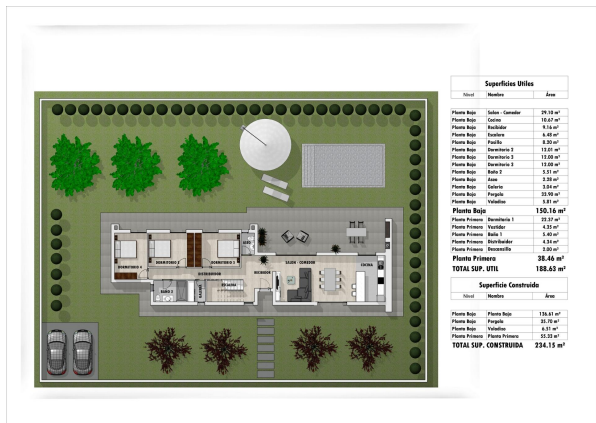 Superficies Utiles
Nivel Nombre Área
Planta Baja Salon - Comedor 29.10 m²
Planta Baja Cocina 10.67 m²
Planta Baja Recibidor 9.16 m²
Planta Baja Escalera 6.48 m²
Planta Baja Pasillo 8.20 m²
Planta Baja Dormitorio 2 12.01 m²
Planta Baja Dormitorio 3 12.00 m²
Planta Baja Dormitorio 3 12.00 m²
Planta Baja Baño 2 5.51 m²
Planta Baja Aseo 2.28 m²
Planta Baja Galeria 3.04 m²
Planta Baja Pergola 33.90 m²
Planta Baja Voladizo 5.81 m²
Planta Baja 150.16 m²
Planta Primera Dormitorio 1 22.37 m²
Planta Primera Vestidor 4.35 m²
Planta Primera Baño 1 5.40 m²
Planta Primera Distribuidor 4.34 m²
Planta Primera Descansillo 2.00 m²
Planta Primera 38.46 m²
TOTAL SUP. UTIL 188.63 m²
Superficie Construida
Nivel Nombre Área
Planta Baja Planta Baja 136.61 m²
Planta Baja Pergola 35.70 m²
Planta Baja Voladizo 6.51 m²
Planta Primera Planta Primera 55.33 m²
TOTAL SUP. CONSTRUIDA 234.15 m²
DORMITORIO 4
DORMITORIO 2
DORMITORIO 3
ASEO
SALON - COMEDOR
COCINA
DISTRIBUIDOR
RECIBIDOR
BAÑO 2
GALERIA
ESCALERA